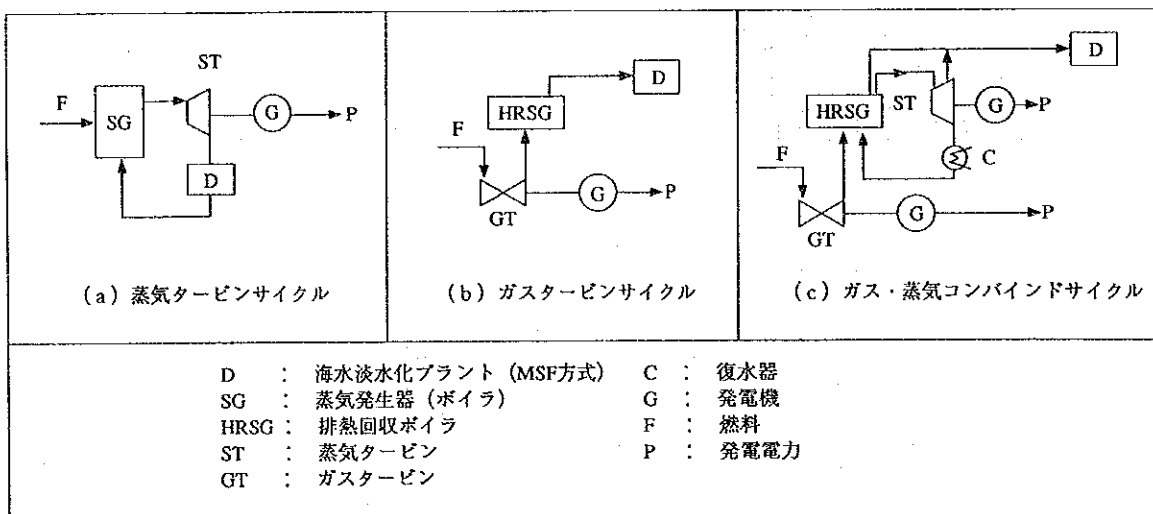 ST
F
SG
G
P
D
(a) 蒸気タービンサイクル
D
HRSG
F
G
P
GT
(b) ガスタービンサイクル
D
HRSG
ST
G
P
C
F
G
P
GT
(c) ガス・蒸気コンバインドサイクル
D : 海水淡水化プラント (MSF方式)
SG : 蒸気発生器 (ボイラ)
HRSG : 排熱回収ボイラ
ST : 蒸気タービン
GT : ガスタービン
C : 復水器
G : 発電機
F : 燃料
P : 発電電力